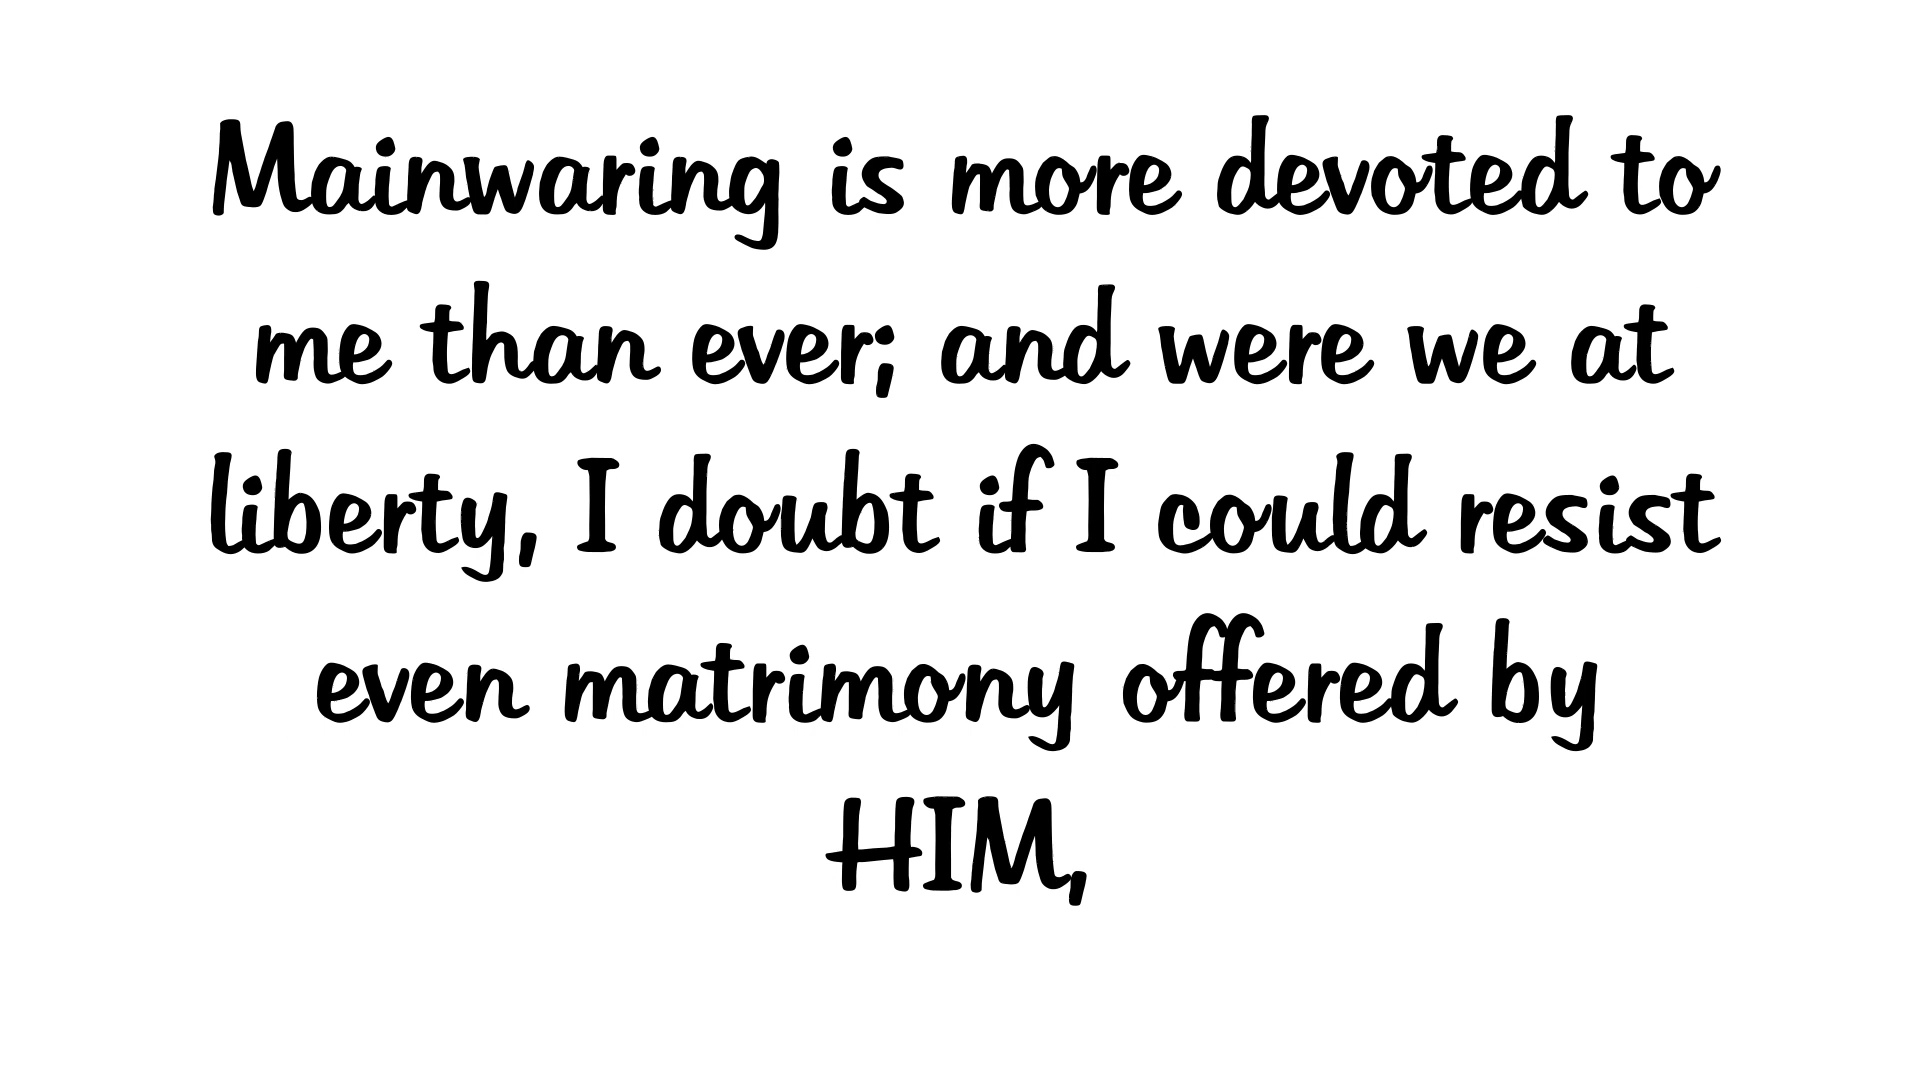 Mainwaring is more devoted to
me than ever; and were we at
liberty, I doubt if I could resist
even matrimony offered by
HIM,